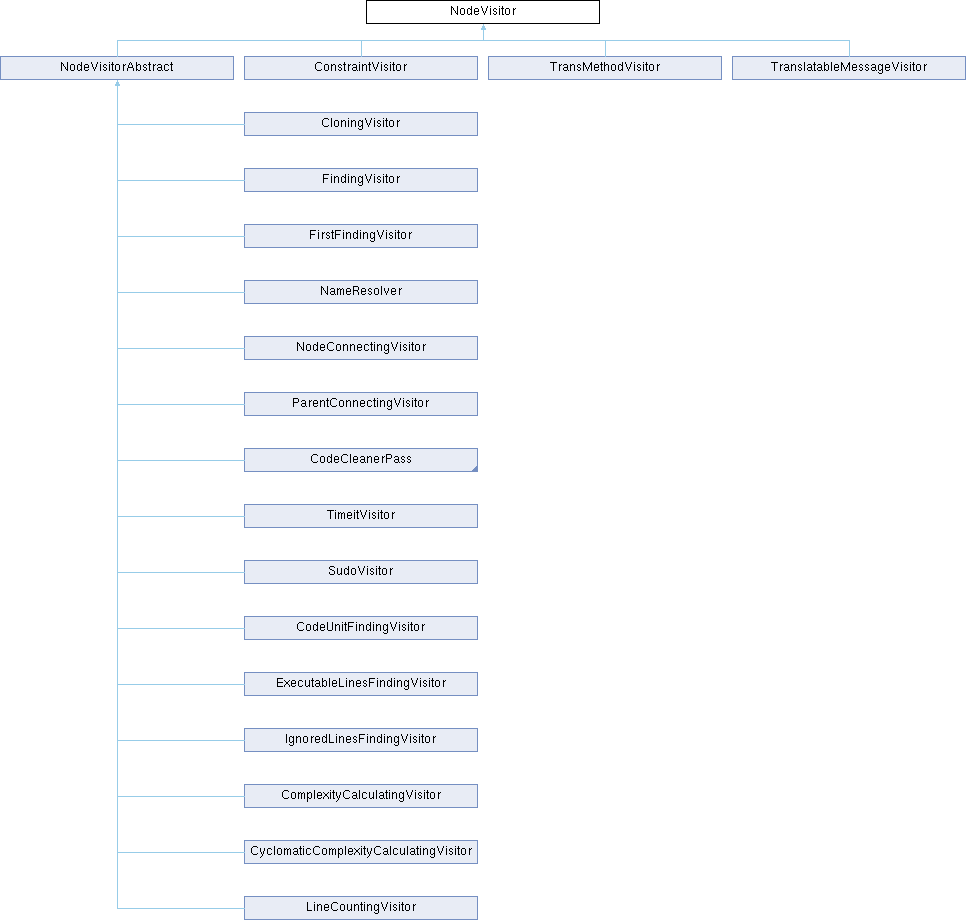 NodeVisitor
NodeVisitorAbstract
ConstraintVisitor
TransMethodVisitor
TranslatableMessageVisitor
CloningVisitor
FindingVisitor
FirstFindingVisitor
NameResolver
NodeConnectingVisitor
ParentConnectingVisitor
CodeCleanerPass
TimeitVisitor
SudoVisitor
CodeUnitFindingVisitor
ExecutableLinesFindingVisitor
IgnoredLinesFindingVisitor
ComplexityCalculatingVisitor
CyclomaticComplexityCalculatingVisitor
LineCountingVisitor